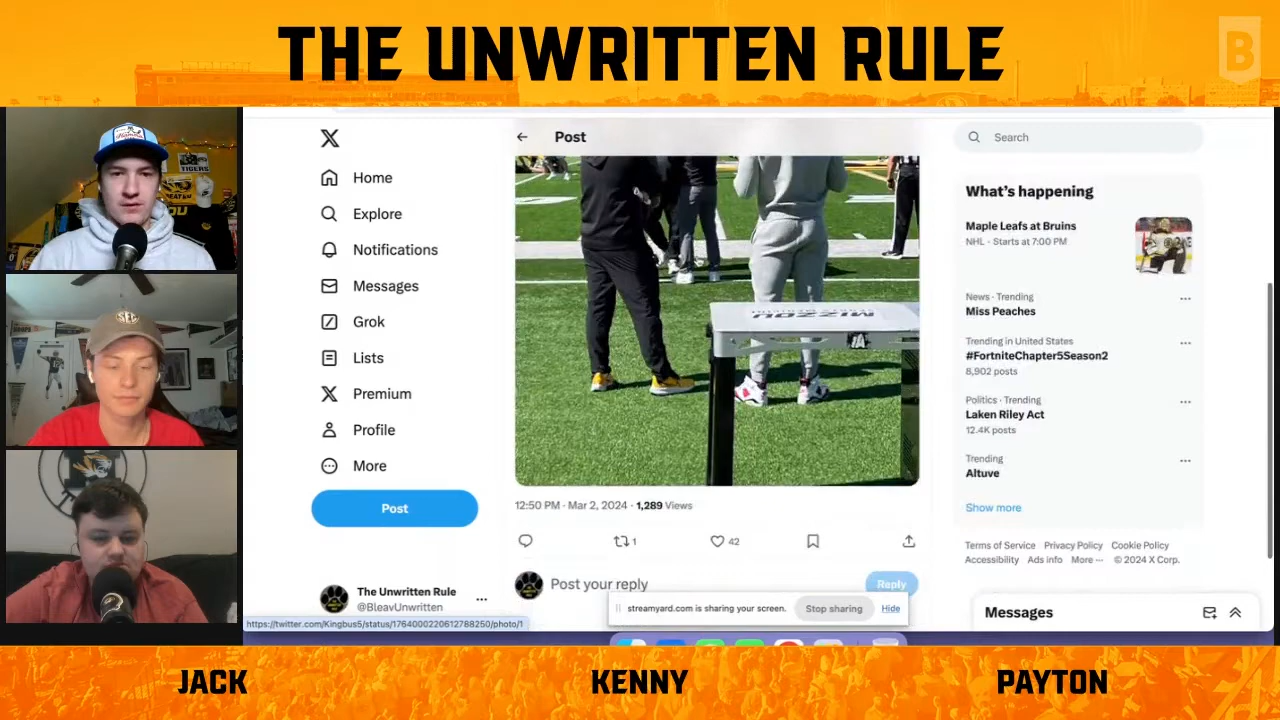 THE UNWRITTEN RULE
B
TIGERS
SEC
MIZZOU
Home
Explore
Notifications
Messages
Grok
Lists
Premium
Profile
More
Post
The Unwritten Rule
@BleavUnwritten
https://twitter.com/Kingbus5/status/1764000220612788250/photo/1
Post
12:50 PM · Mar 2, 2024 · 1,289 Views
1
42
Post your reply
Reply
streamyard.com is sharing your screen.
Stop sharing
Hide
Search
What's happening
Maple Leafs at Bruins
NHL · Starts at 7:00 PM
News · Trending
Miss Peaches
Trending in United States
#FortniteChapter5Season2
8,902 posts
Politics · Trending
Laken Riley Act
12.4K posts
Trending
Altuve
Show more
Terms of Service Privacy Policy Cookie Policy
Accessibility Ads info More ··· © 2024 X Corp.
Messages
JACK
KENNY
PAYTON